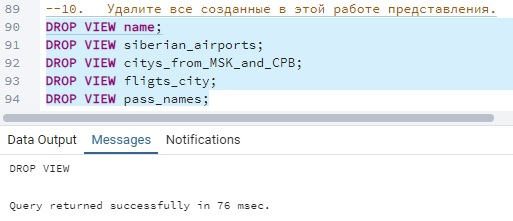 89 --10. Удалите все созданные в этой работе представления.
90 DROP VIEW name;
91 DROP VIEW siberian_airports;
92 DROP VIEW citys_from_MSK_and_CPB;
93 DROP VIEW fligts_city;
94 DROP VIEW pass_names;
Data Output Messages Notifications
DROP VIEW
Query returned successfully in 76 msec.